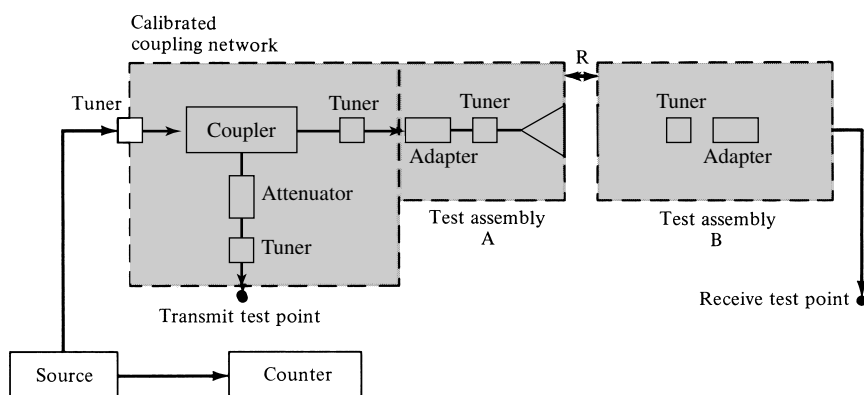 Calibrated
coupling network
R
Tuner
Tuner
Tuner
Tuner
Coupler
Adapter
Adapter
Attenuator
Test assembly
A
Test assembly
B
Tuner
Receive test point
Transmit test point
Source
Counter